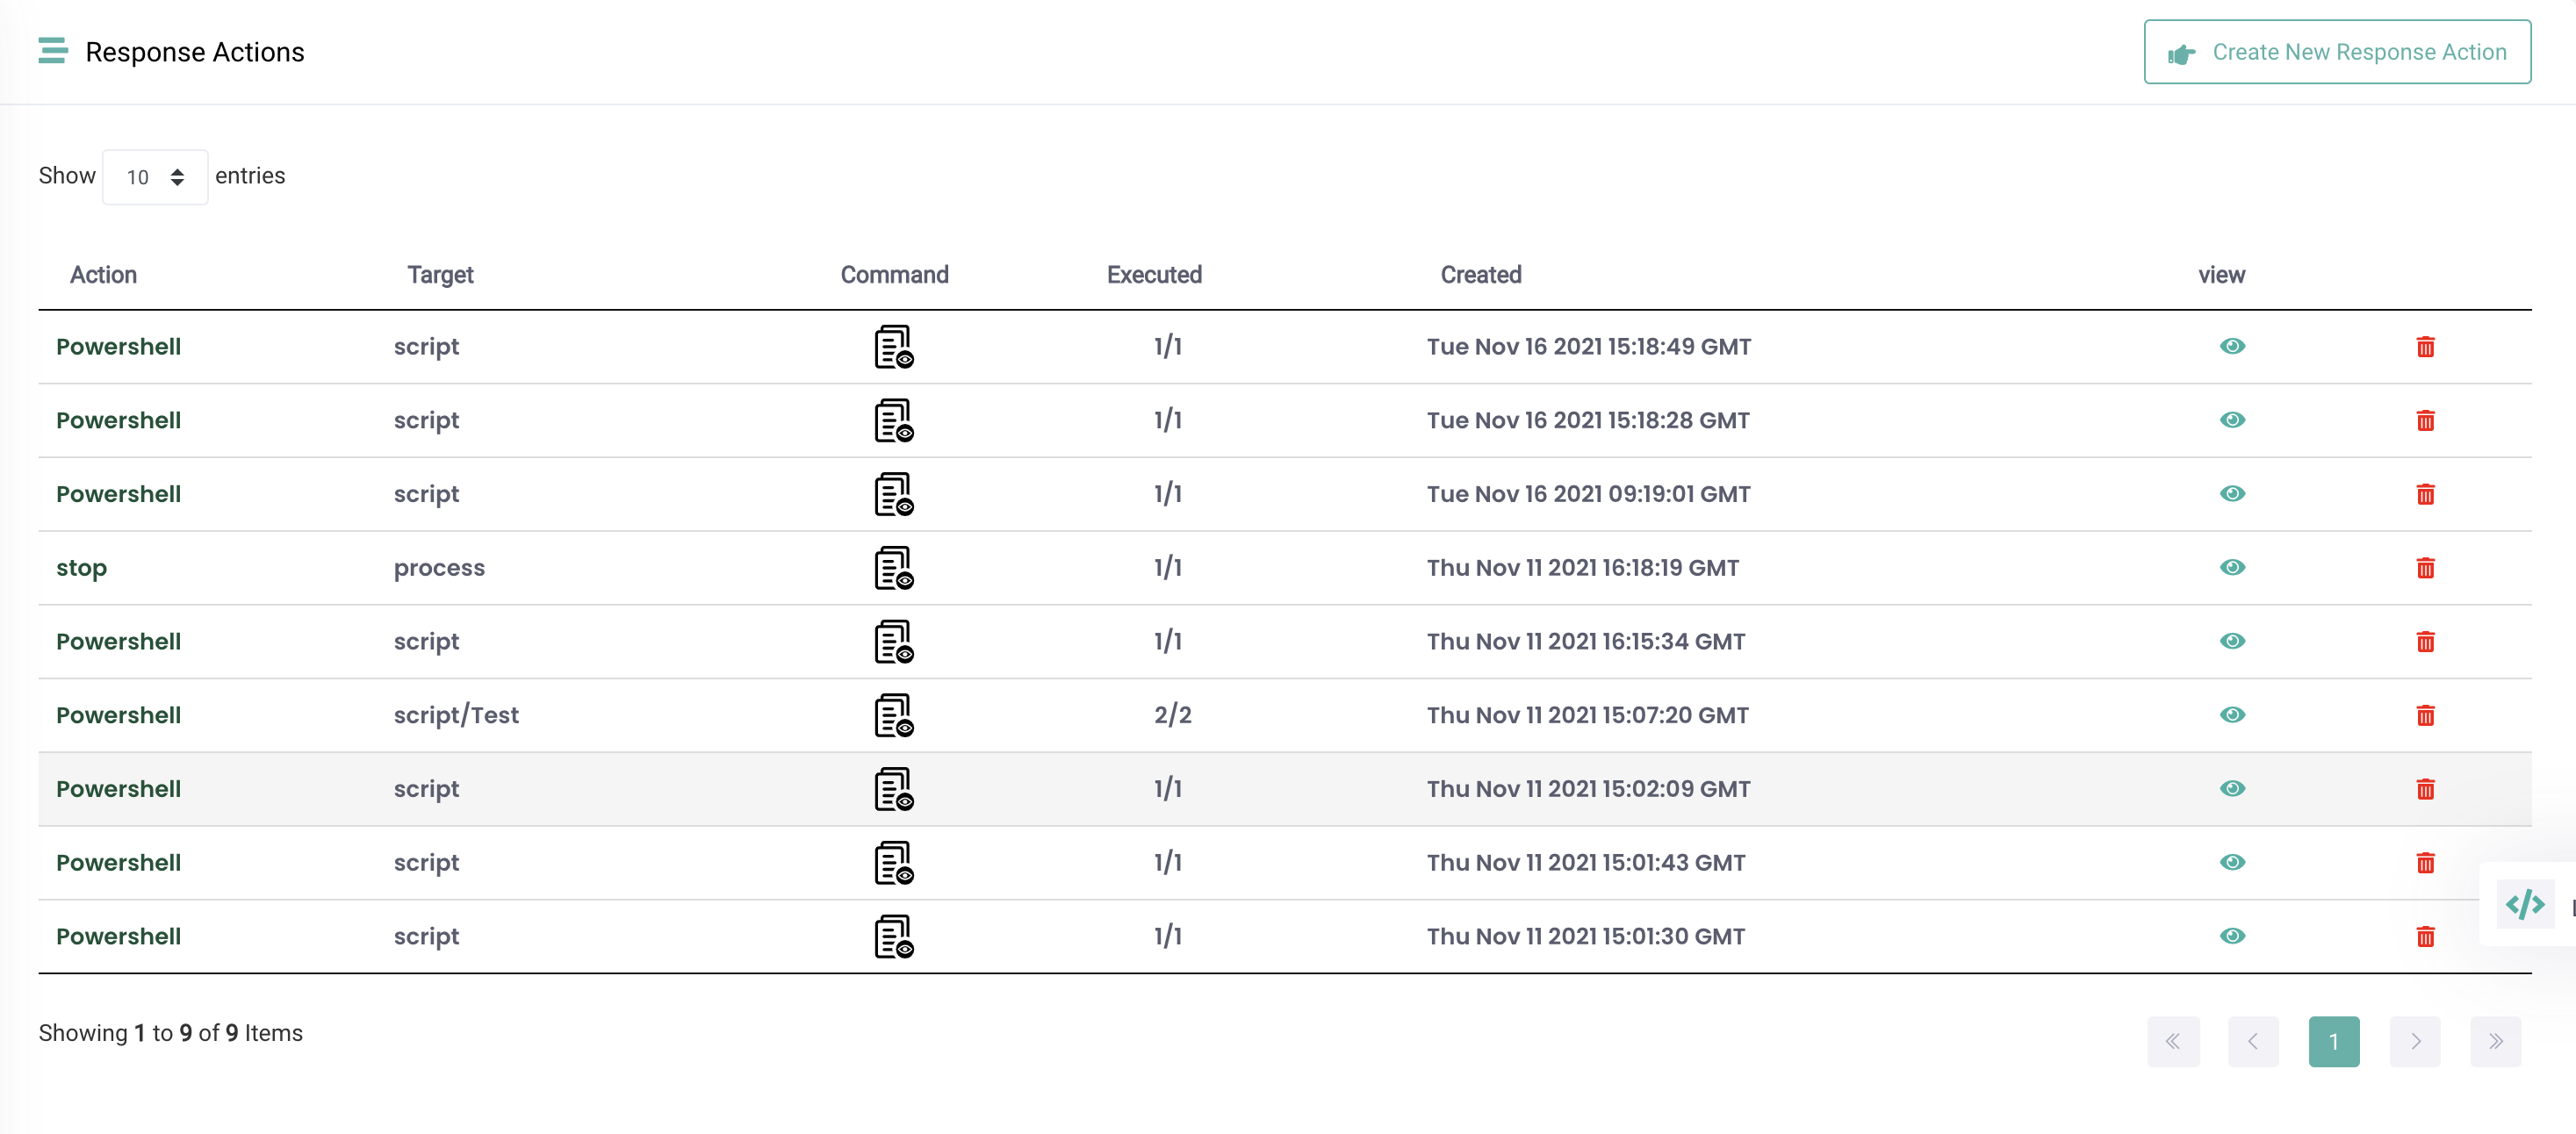 Response Actions
Create New Response Action
Show 10 entries
Action Target Command Executed Created view
Powershell script 1/1 Tue Nov 16 2021 15:18:49 GMT
Powershell script 1/1 Tue Nov 16 2021 15:18:28 GMT
Powershell script 1/1 Tue Nov 16 2021 09:19:01 GMT
stop process 1/1 Thu Nov 11 2021 16:18:19 GMT
Powershell script 1/1 Thu Nov 11 2021 16:15:34 GMT
Powershell script/Test 2/2 Thu Nov 11 2021 15:07:20 GMT
Powershell script 1/1 Thu Nov 11 2021 15:02:09 GMT
Powershell script 1/1 Thu Nov 11 2021 15:01:43 GMT
Powershell script 1/1 Thu Nov 11 2021 15:01:30 GMT
Showing 1 to 9 of 9 Items
1